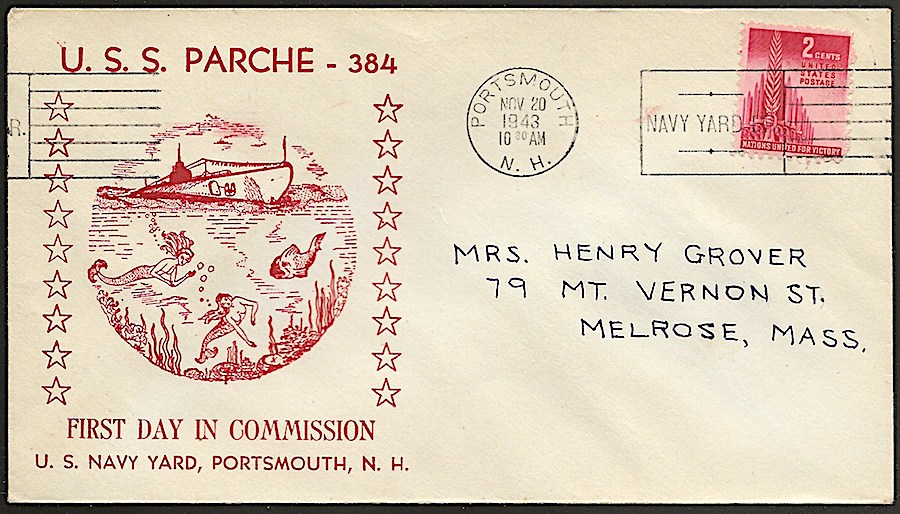 U. S. S. PARCHE - 384
R.
PORTSMOUTH
NOV 20
1943
10 30 AM
N. H.
NAVY YARD
2 CENTS
UNITED
STATES
POSTAGE
NATIONS UNITED FOR VICTORY
MRS. HENRY GROVER
79 MT. VERNON ST.
MELROSE, MASS.
FIRST DAY IN COMMISSION
U. S. NAVY YARD, PORTSMOUTH, N. H.